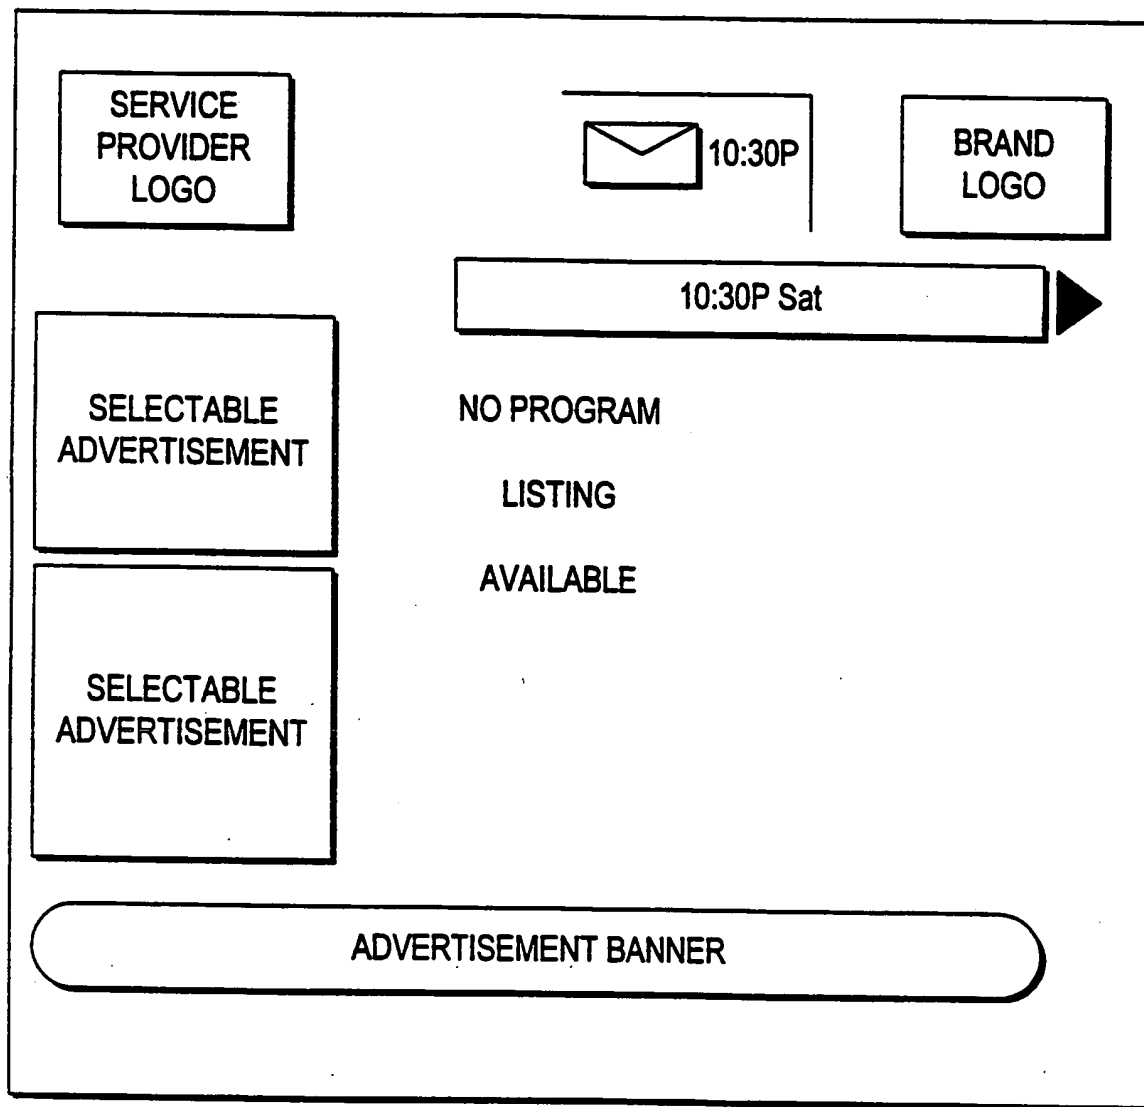 SERVICE
PROVIDER
LOGO
10:30P
BRAND
LOGO
10:30P Sat
SELECTABLE
ADVERTISEMENT
NO PROGRAM
LISTING
AVAILABLE
SELECTABLE
ADVERTISEMENT
ADVERTISEMENT BANNER